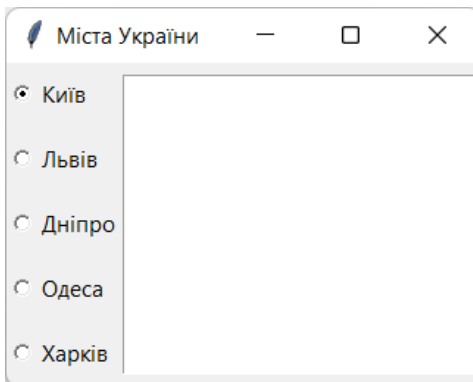 Міста України
Київ
Львів
Дніпро
Одеса
Харків